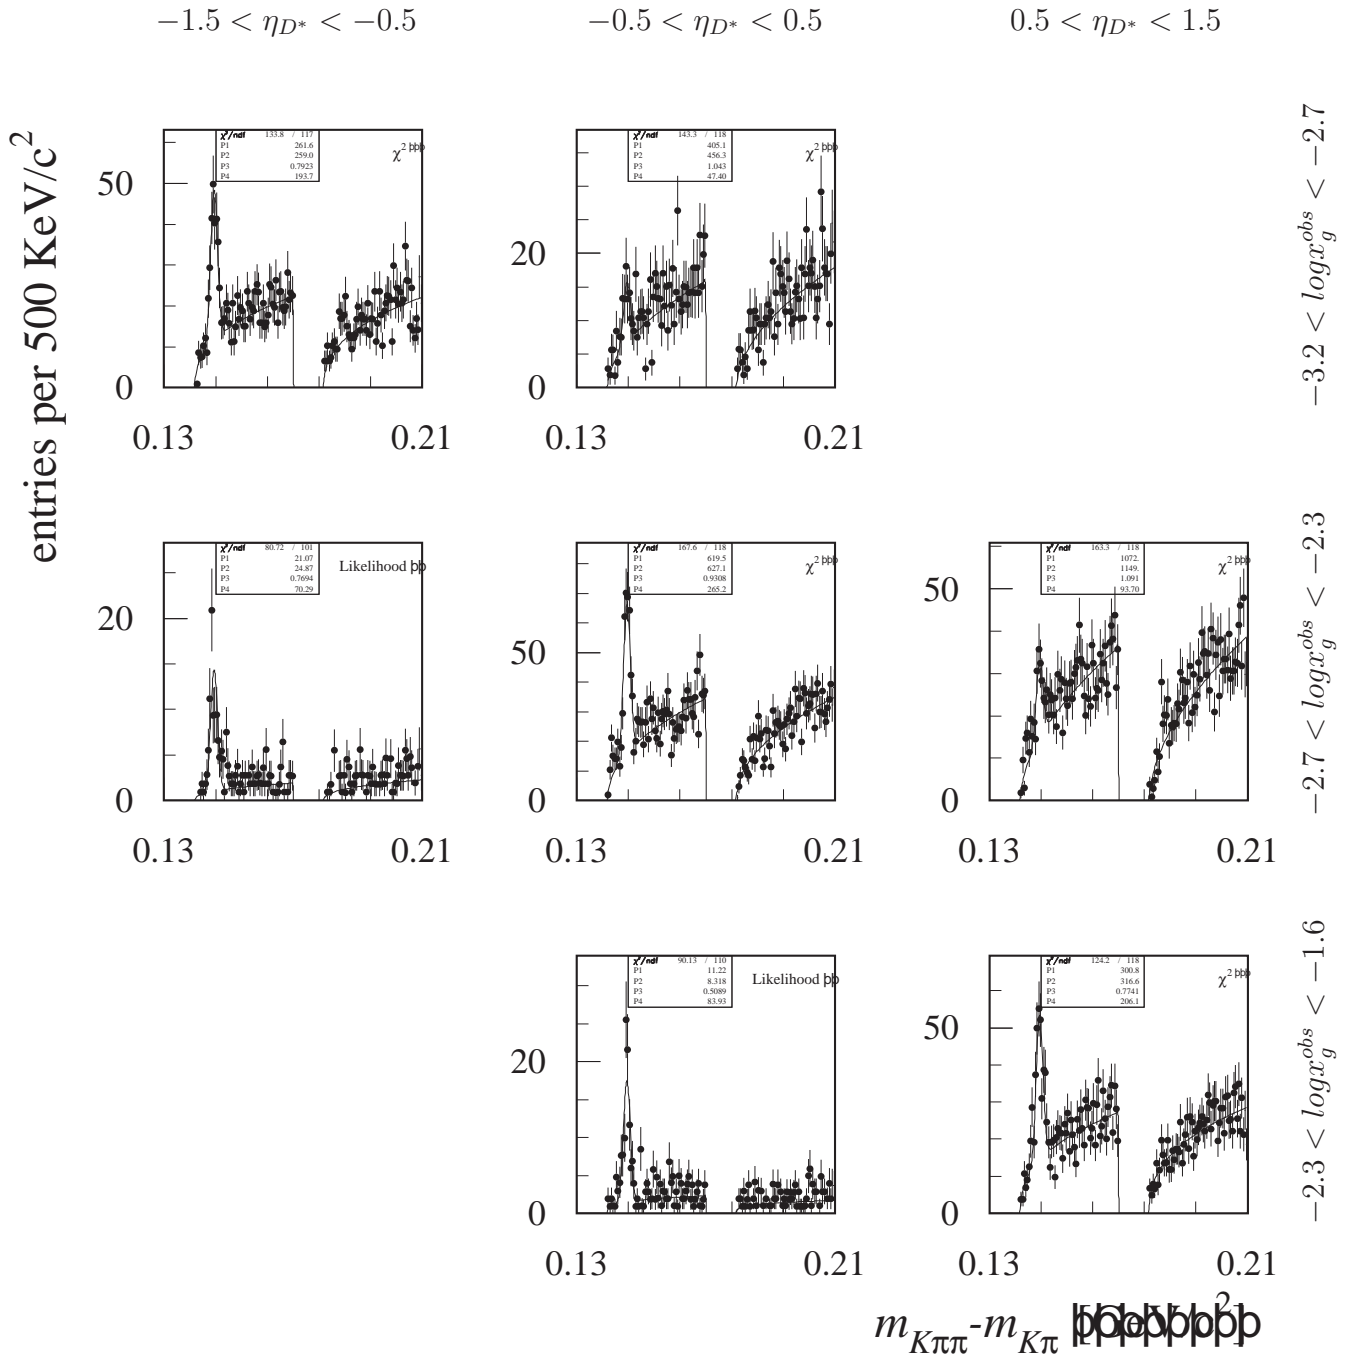 −1.5 < η_{D*} < −0.5
−0.5 < η_{D*} < 0.5
0.5 < η_{D*} < 1.5
entries per 500 KeV/c²
χ²/ndf 133.8 / 117
P1 261.6
P2 259.0
P3 0.7923
P4 193.7
χ²
50
0
0.13
0.21
χ²/ndf 143.3 / 118
P1 405.1
P2 456.3
P3 1.043
P4 47.40
χ²
20
0
0.13
0.21
−3.2 < logx_g^{obs} < −2.7
χ²/ndf 80.72 / 101
P1 21.07
P2 24.87
P3 0.7694
P4 70.29
Likelihood
20
0
0.13
0.21
χ²/ndf 167.6 / 118
P1 619.5
P2 627.1
P3 0.9308
P4 265.2
χ²
50
0
0.13
0.21
χ²/ndf 163.3 / 118
P1 1072.
P2 1149.
P3 1.091
P4 93.70
χ²
50
0
0.13
0.21
−2.7 < logx_g^{obs} < −2.3
χ²/ndf 90.13 / 110
P1 11.22
P2 8.318
P3 0.5089
P4 83.93
Likelihood
20
0
0.13
0.21
χ²/ndf 124.2 / 118
P1 300.8
P2 316.6
P3 0.7741
P4 206.1
χ²
50
0
0.13
0.21
−2.3 < logx_g^{obs} < −1.6
m_{Kππ}-m_{Kπ}